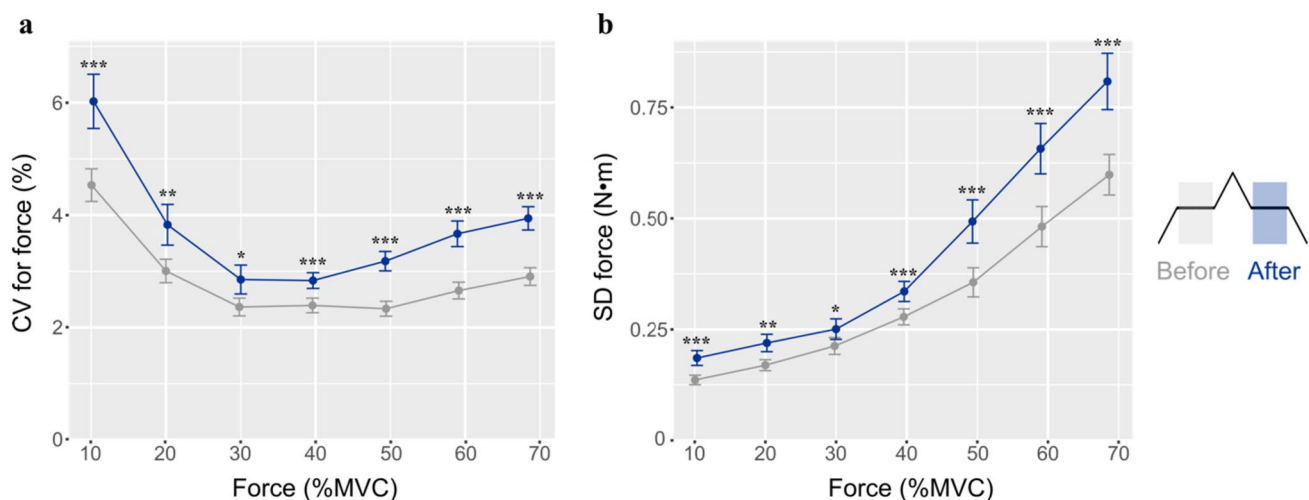 a
CV for force (%)
6
4
2
0
***
**
*
***
***
***
***
10 20 30 40 50 60 70
Force (%MVC)
b
SD force (N•m)
0.75
0.50
0.25
0
***
**
*
***
***
***
***
10 20 30 40 50 60 70
Force (%MVC)
Before After